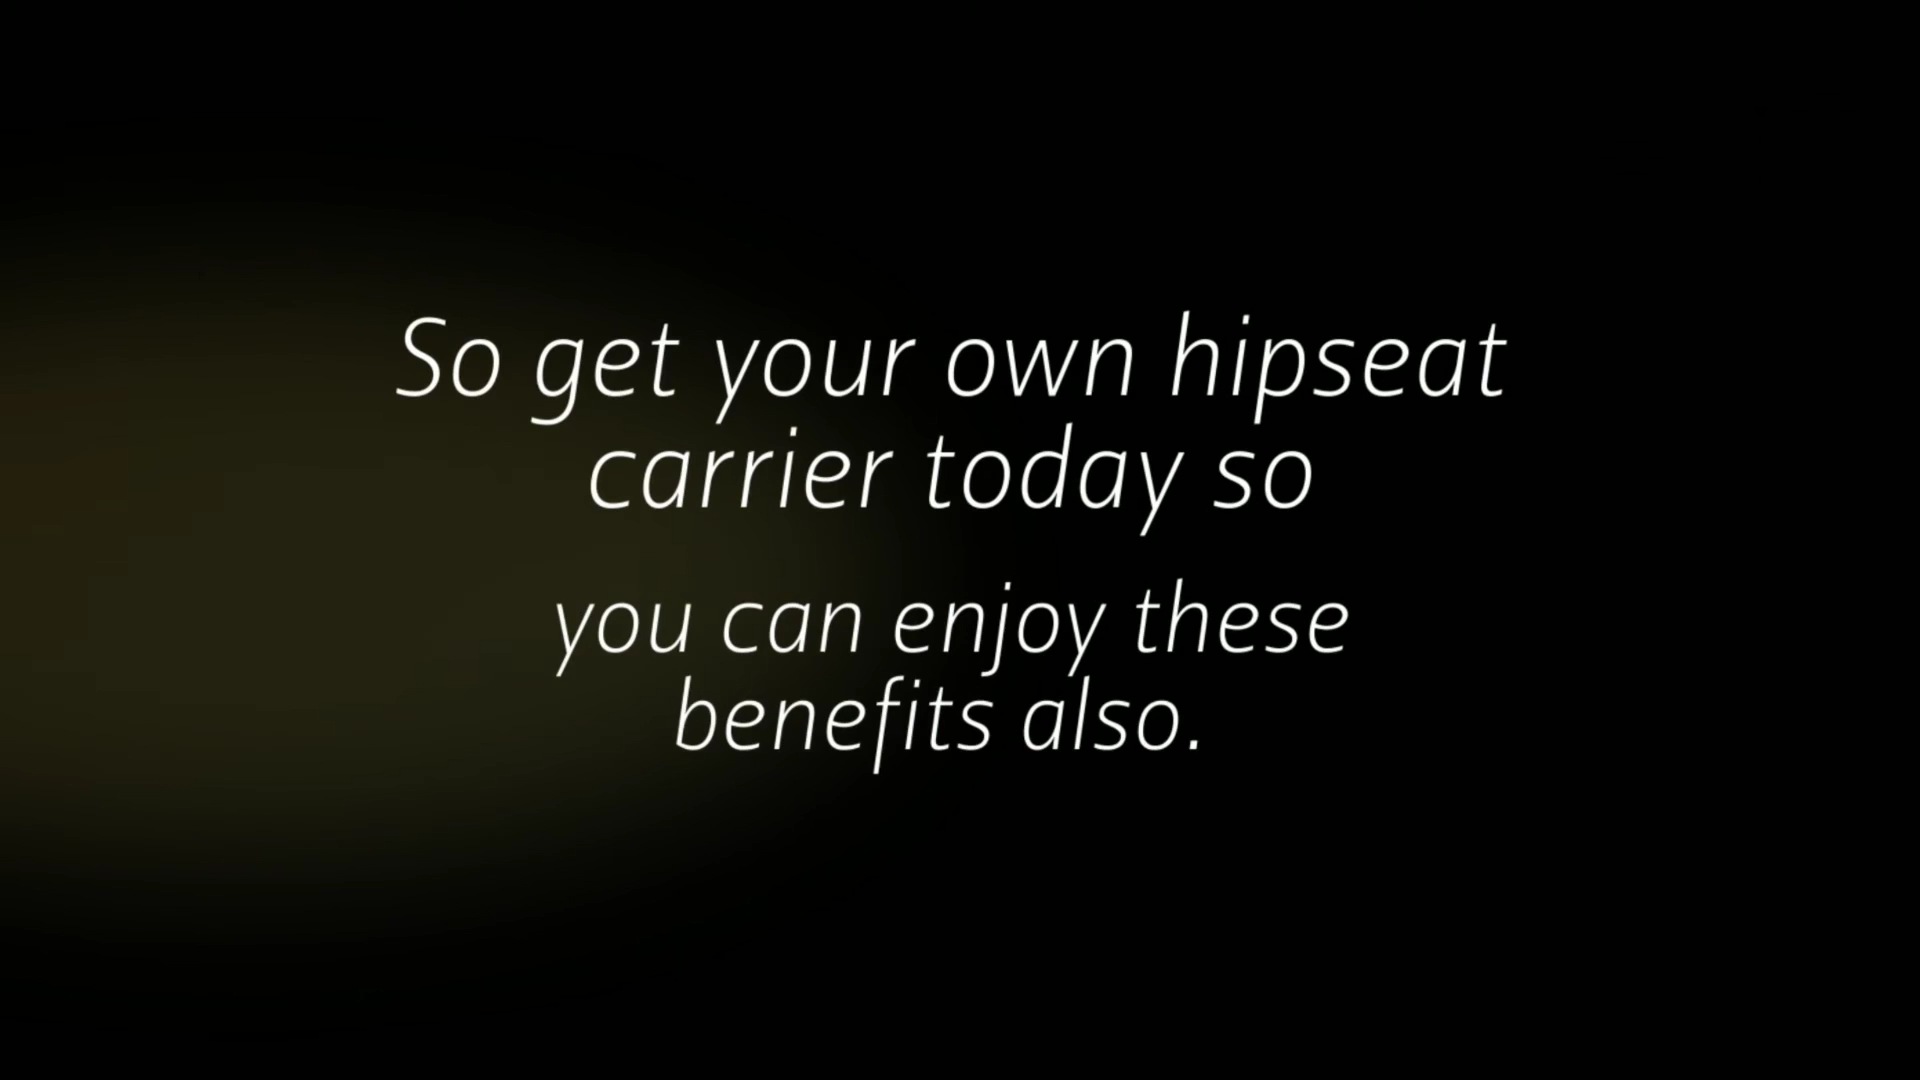 So get your own hipseat
carrier today so
you can enjoy these
benefits also.